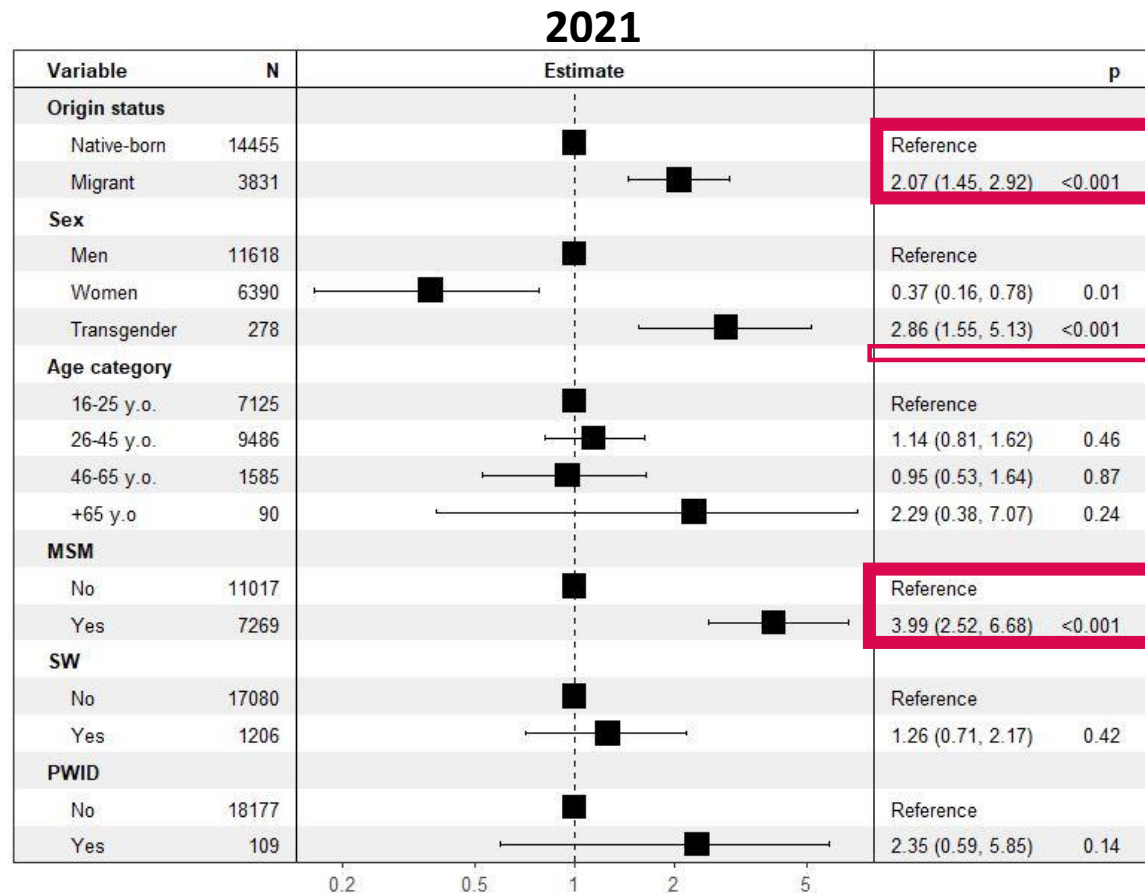 2021
Variable N Estimate p
Origin status
Native-born 14455 Reference
Migrant 3831 2.07 (1.45, 2.92) <0.001
Sex
Men 11618 Reference
Women 6390 0.37 (0.16, 0.78) 0.01
Transgender 278 2.86 (1.55, 5.13) <0.001
Age category
16-25 y.o. 7125 Reference
26-45 y.o. 9486 1.14 (0.81, 1.62) 0.46
46-65 y.o. 1585 0.95 (0.53, 1.64) 0.87
+65 y.o 90 2.29 (0.38, 7.07) 0.24
MSM
No 11017 Reference
Yes 7269 3.99 (2.52, 6.68) <0.001
SW
No 17080 Reference
Yes 1206 1.26 (0.71, 2.17) 0.42
PWID
No 18177 Reference
Yes 109 2.35 (0.59, 5.85) 0.14
0.2 0.5 1 2 5